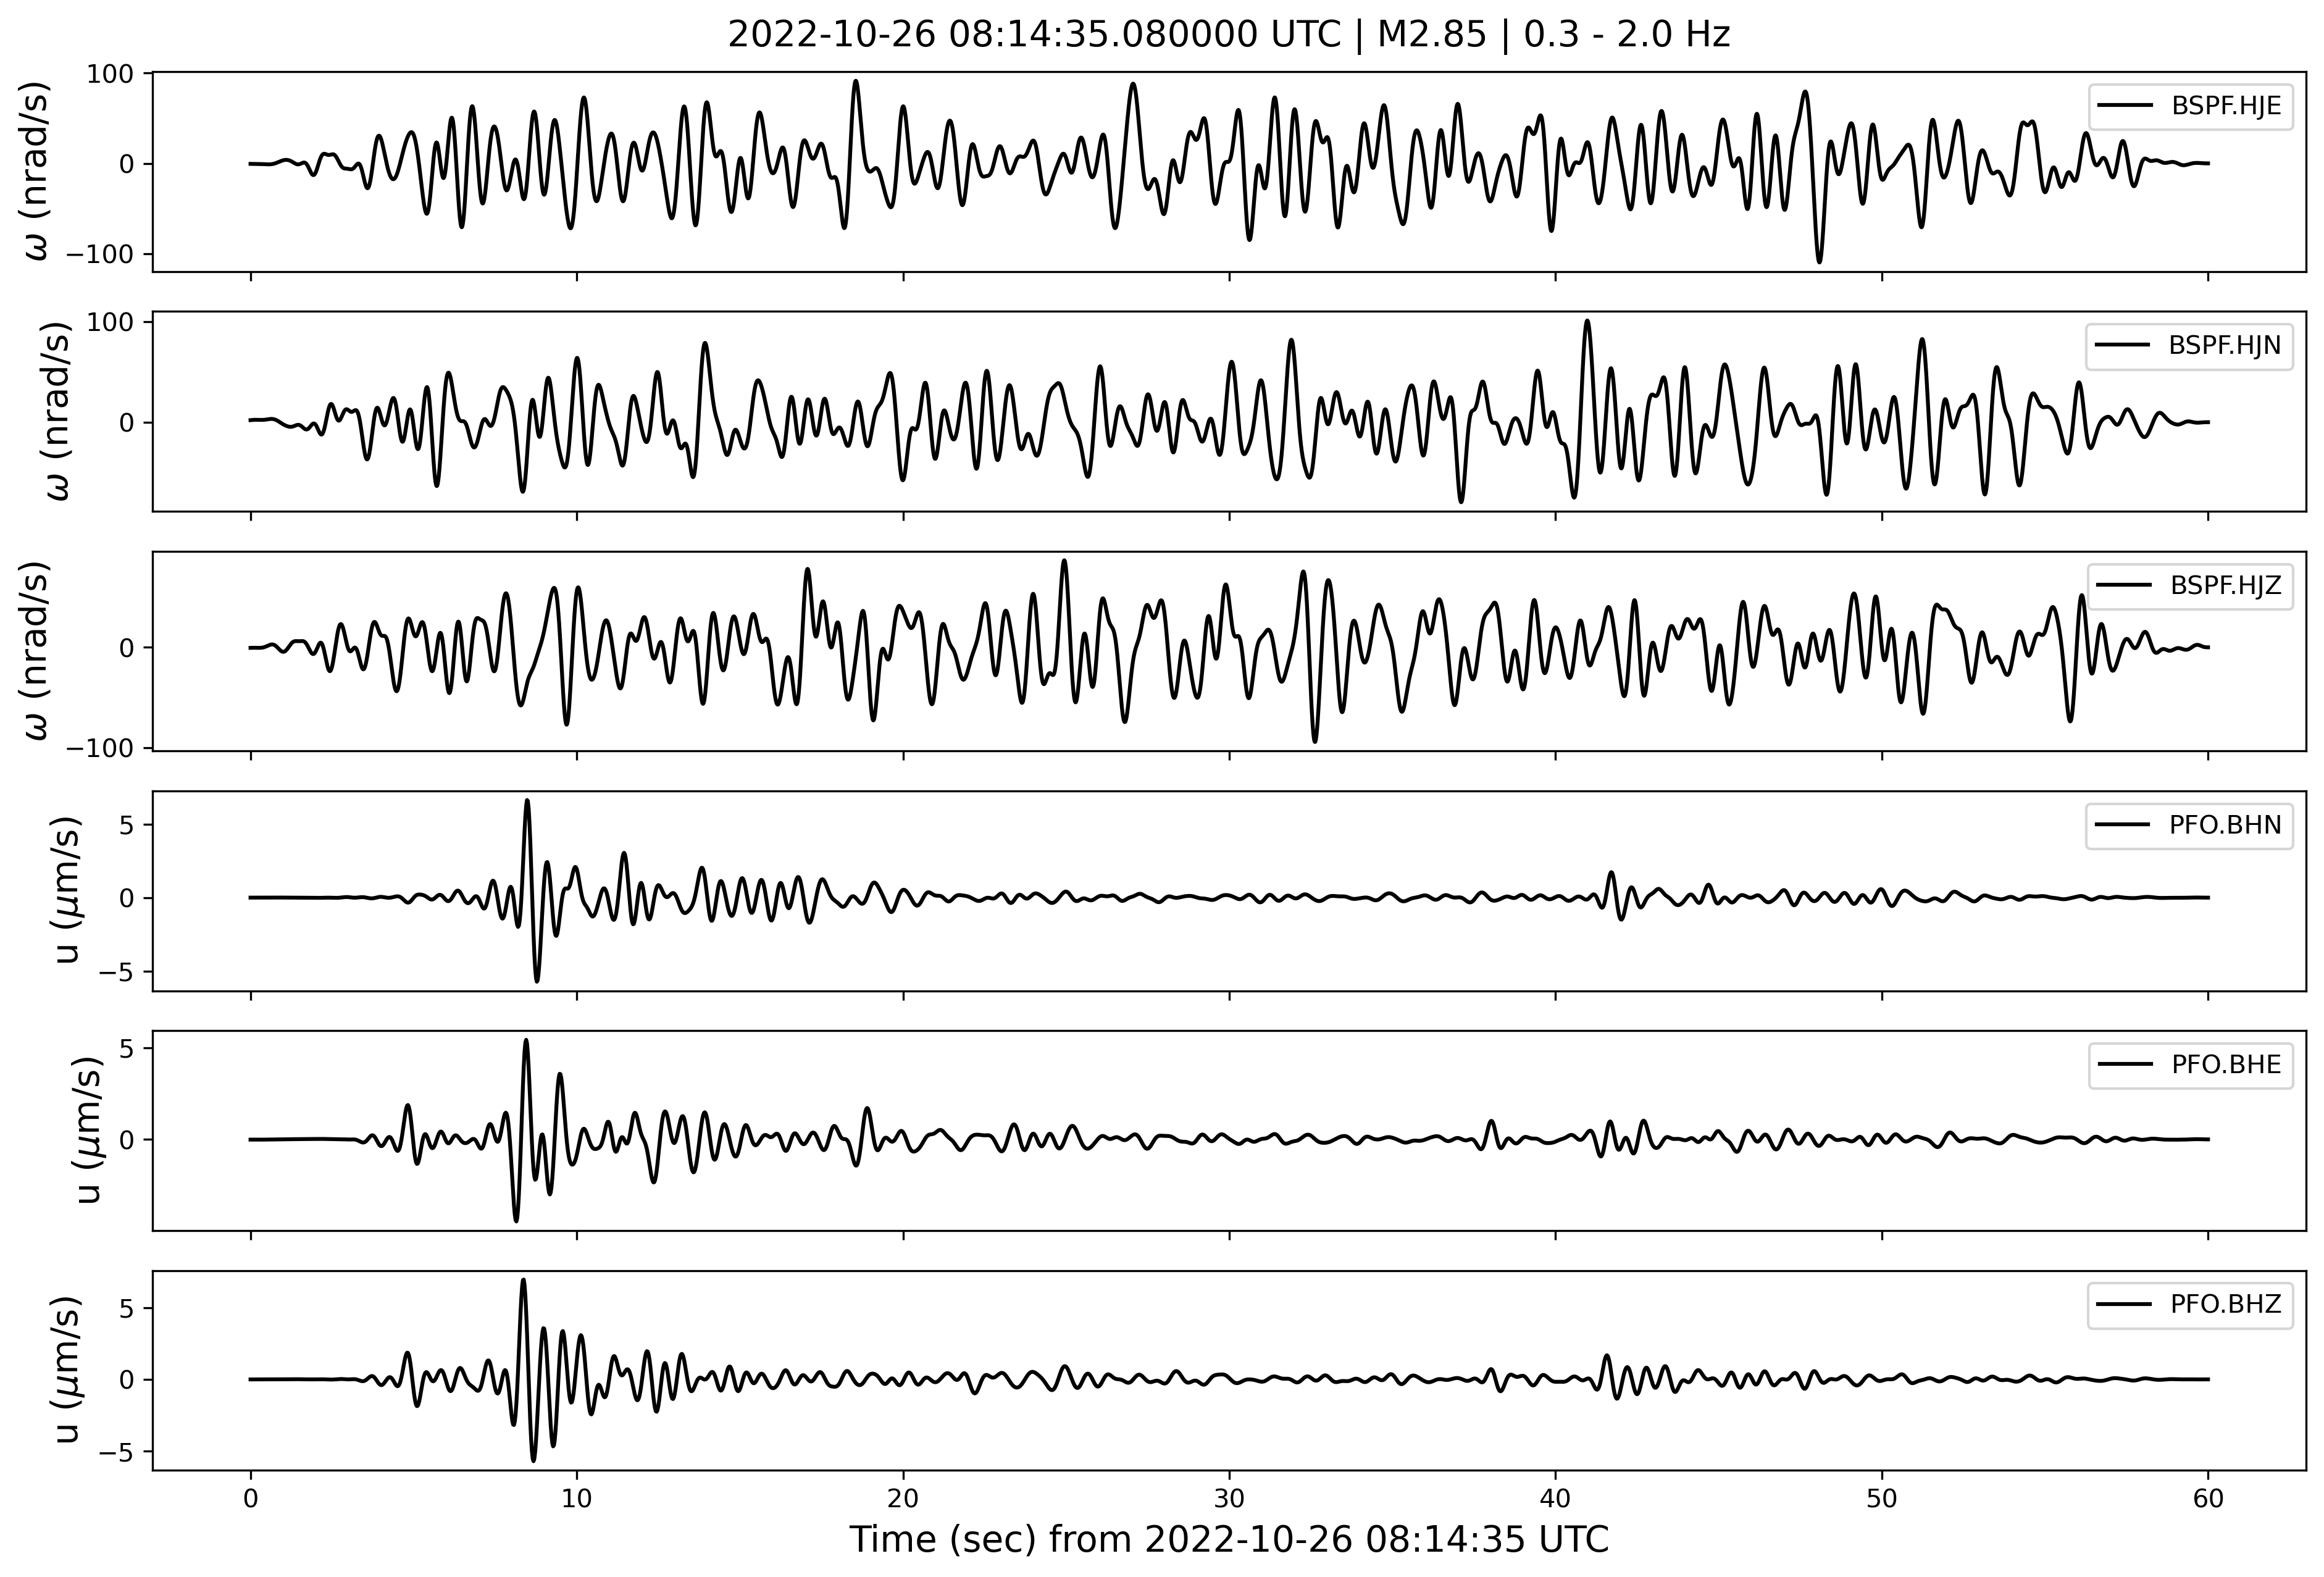 2022-10-26 08:14:35.080000 UTC | M2.85 | 0.3 - 2.0 Hz
100
0
−100
ω (nrad/s)
BSPF.HJE
100
0
ω (nrad/s)
BSPF.HJN
0
−100
ω (nrad/s)
BSPF.HJZ
5
0
−5
u (μm/s)
PFO.BHN
5
0
u (μm/s)
PFO.BHE
5
0
−5
u (μm/s)
PFO.BHZ
0 10 20 30 40 50 60
Time (sec) from 2022-10-26 08:14:35 UTC